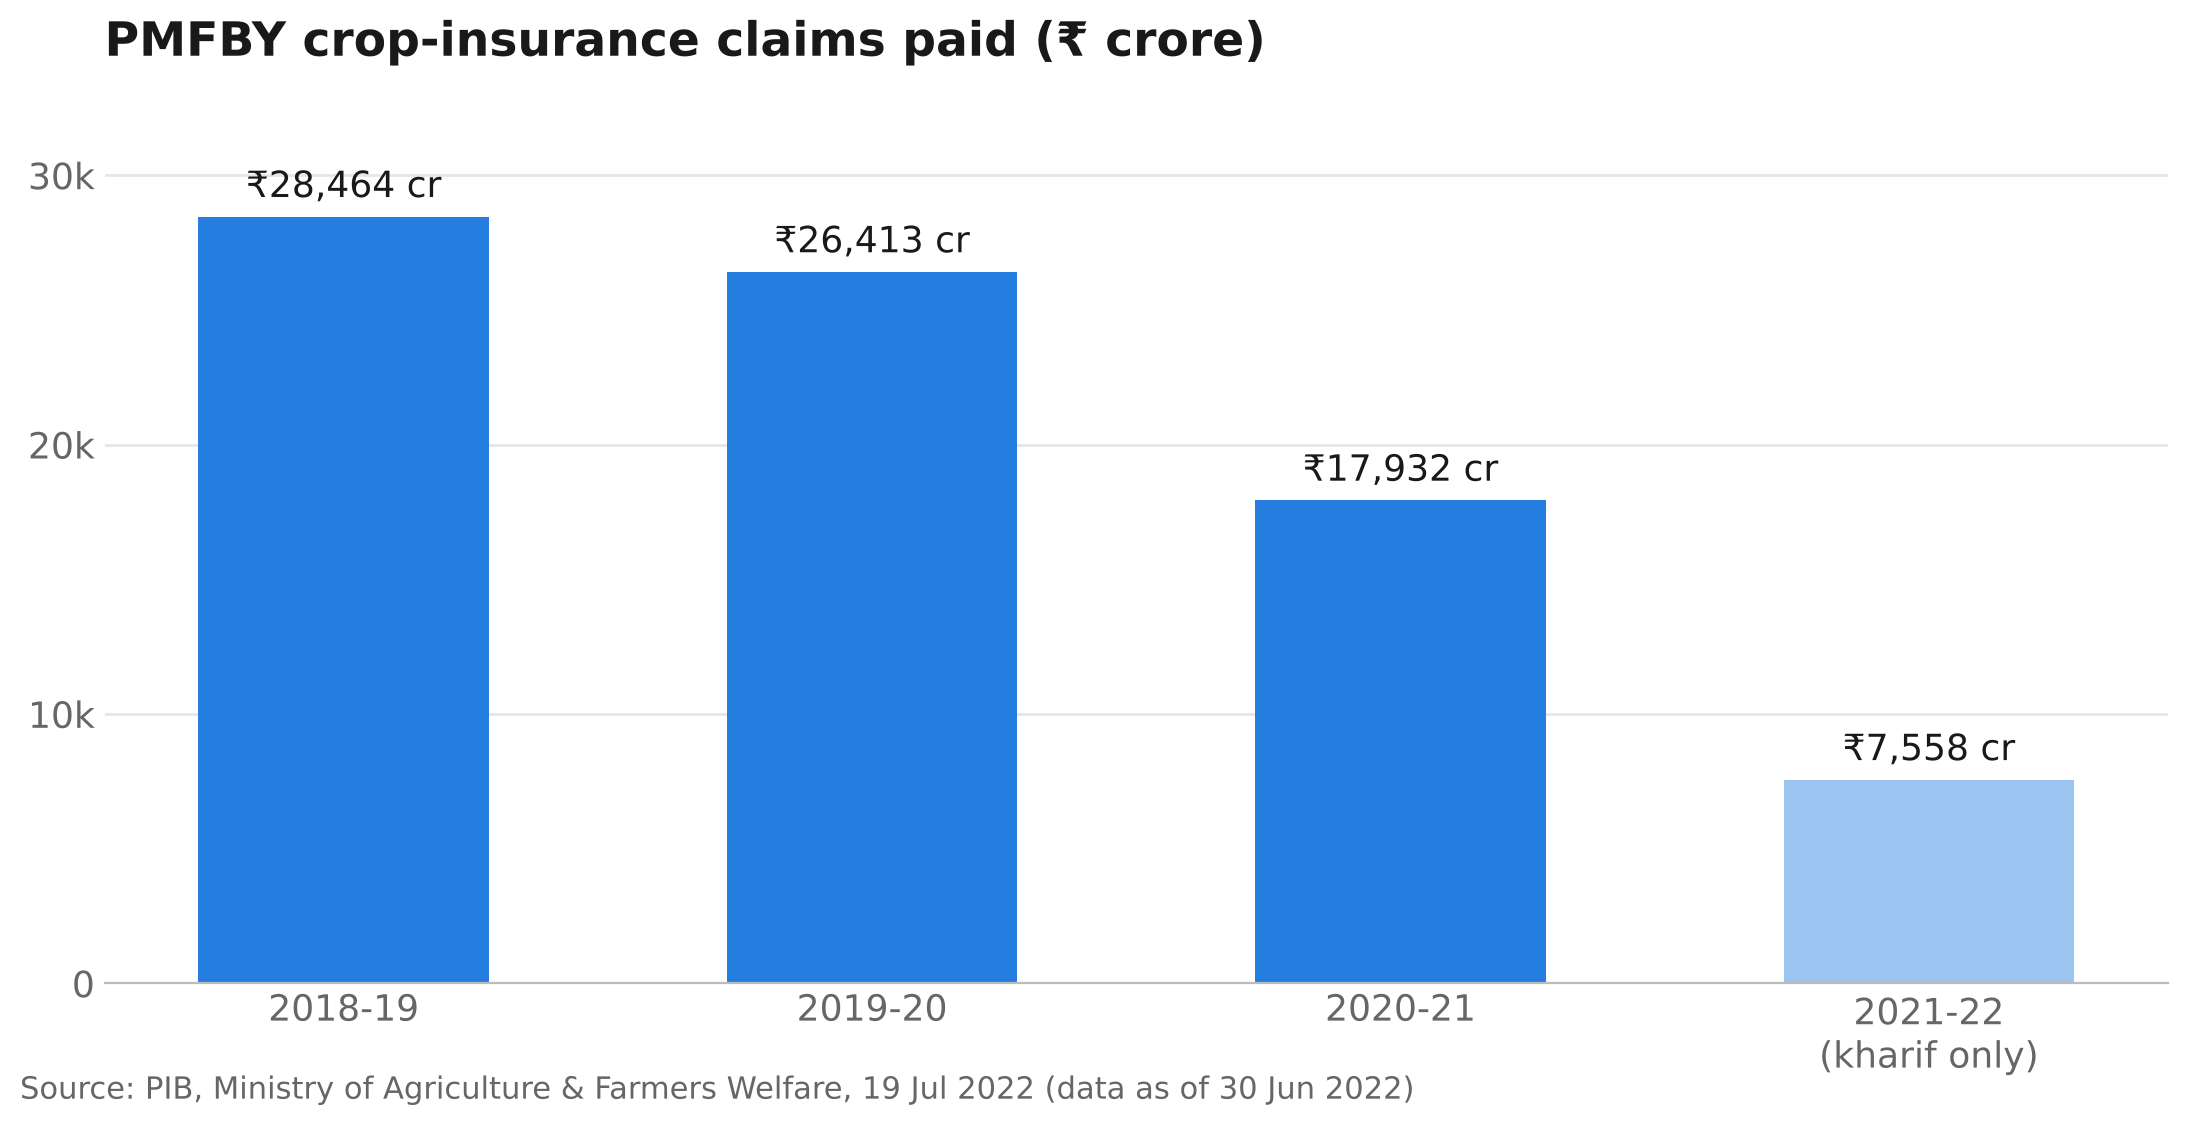 PMFBY crop-insurance claims paid (₹ crore)
30k
20k
10k
0
₹28,464 cr
₹26,413 cr
₹17,932 cr
₹7,558 cr
2018-19
2019-20
2020-21
2021-22
(kharif only)
Source: PIB, Ministry of Agriculture & Farmers Welfare, 19 Jul 2022 (data as of 30 Jun 2022)